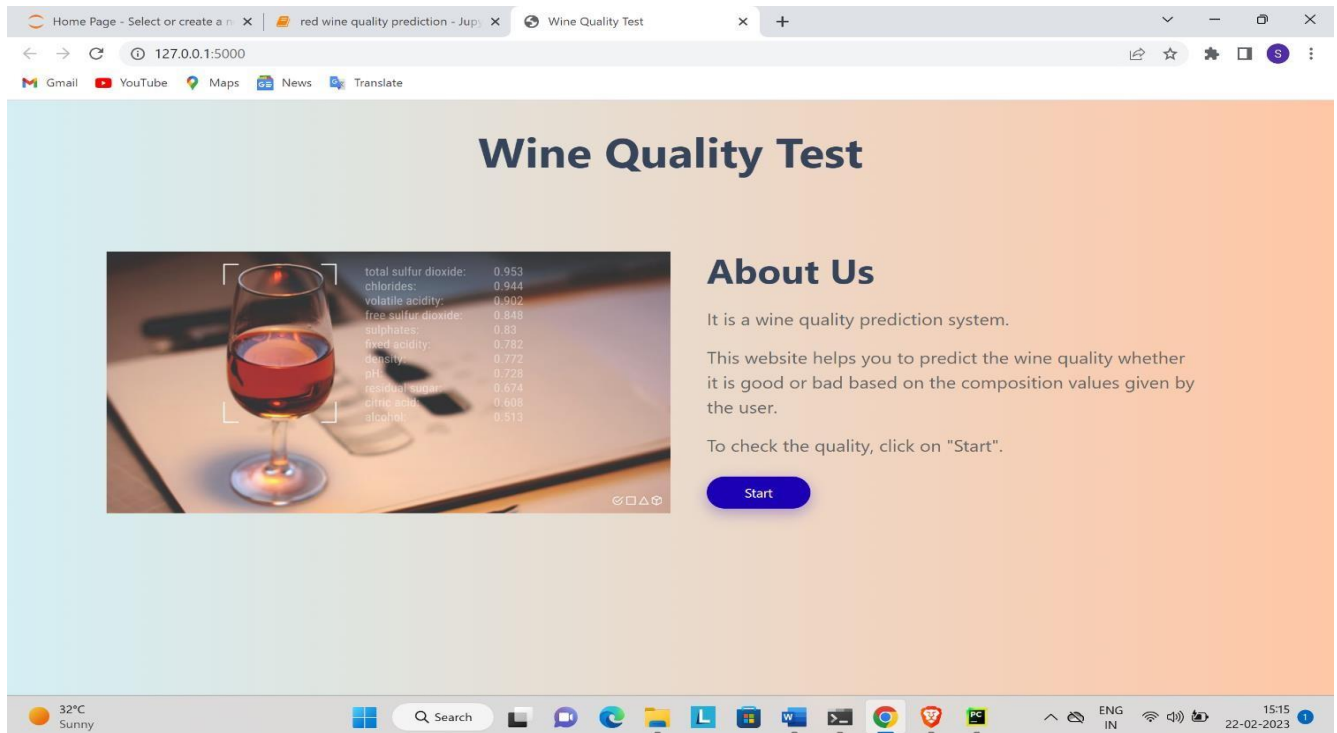 Home Page - Select or create a n
red wine quality prediction - Jup
Wine Quality Test
127.0.0.1:5000
S
Gmail
YouTube
Maps
News
Translate
Wine Quality Test
total sulfur dioxide: 0.953
chlorides: 0.944
volatile acidity: 0.902
free sulfur dioxide: 0.848
sulphates: 0.83
fixed acidity: 0.782
density: 0.772
pH: 0.728
residual sugar: 0.674
citric acid: 0.608
alcohol: 0.513
About Us
It is a wine quality prediction system.
This website helps you to predict the wine quality whether
it is good or bad based on the composition values given by
the user.
To check the quality, click on "Start".
Start
32°C
Sunny
Search
L
W
PC
ENG
IN
15:15
22-02-2023
1